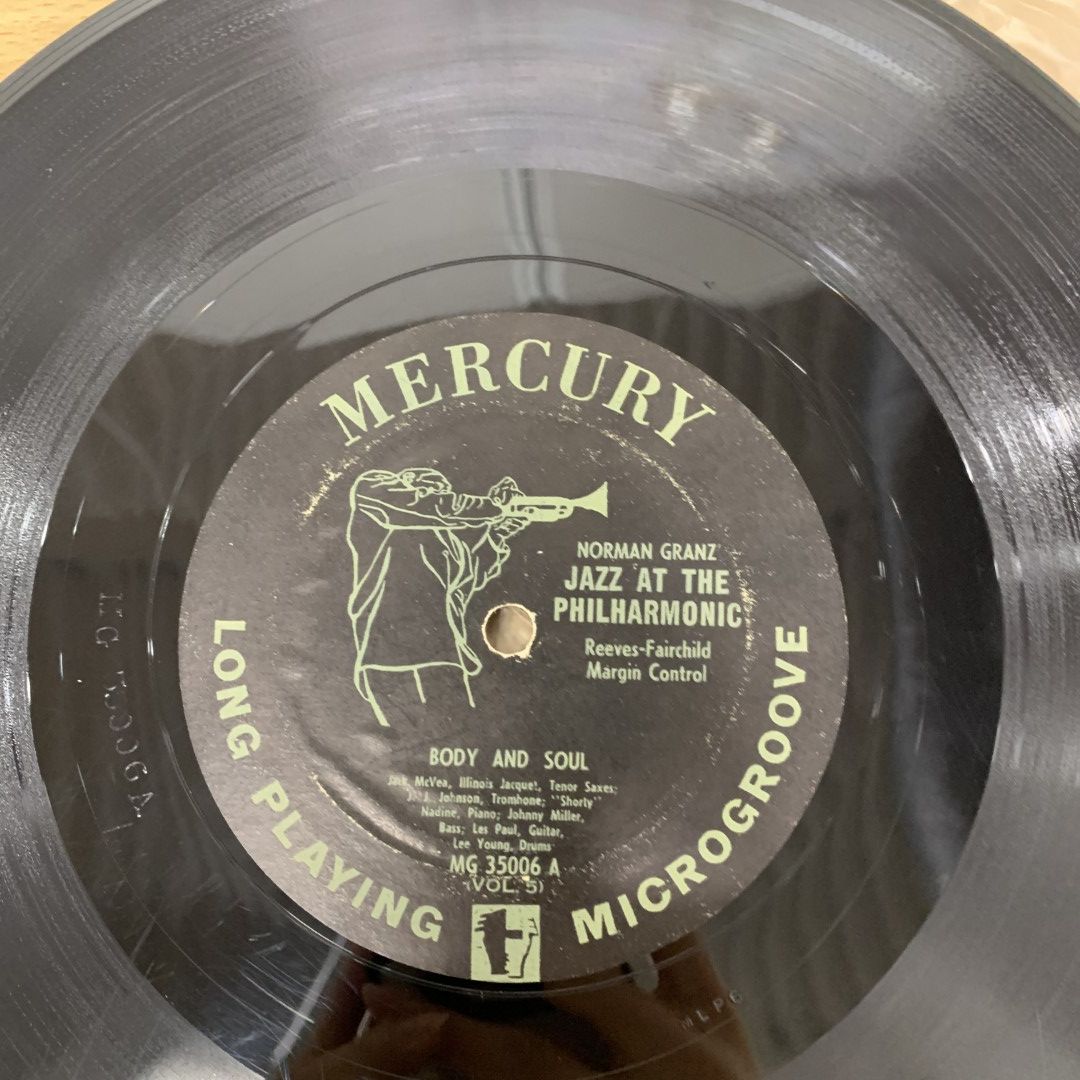 MERCURY
NORMAN GRANZ
JAZZ AT THE
PHILHARMONIC
Reeves-Fairchild
Margin Control
BODY AND SOUL
Jack McVea, Illinois Jacquet, Tenor Saxes;
J. J. Johnson, Trombone; "Shorty"
Nadine, Piano; Johnny Miller,
Bass; Les Paul, Guitar,
Lee Young, Drums
MG 35006 A
(VOL. 5)
LONG PLAYING
MICROGROOVE
35006A
MLP6